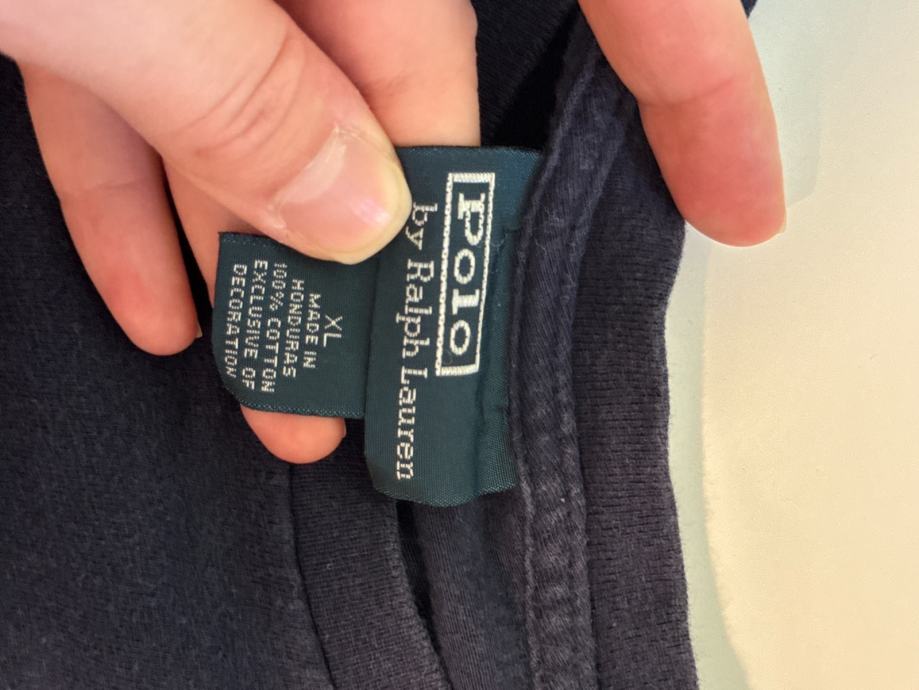 Polo
by Ralph Lauren
XL
MADE IN
HONDURAS
100% COTTON
EXCLUSIVE OF
DECORATION